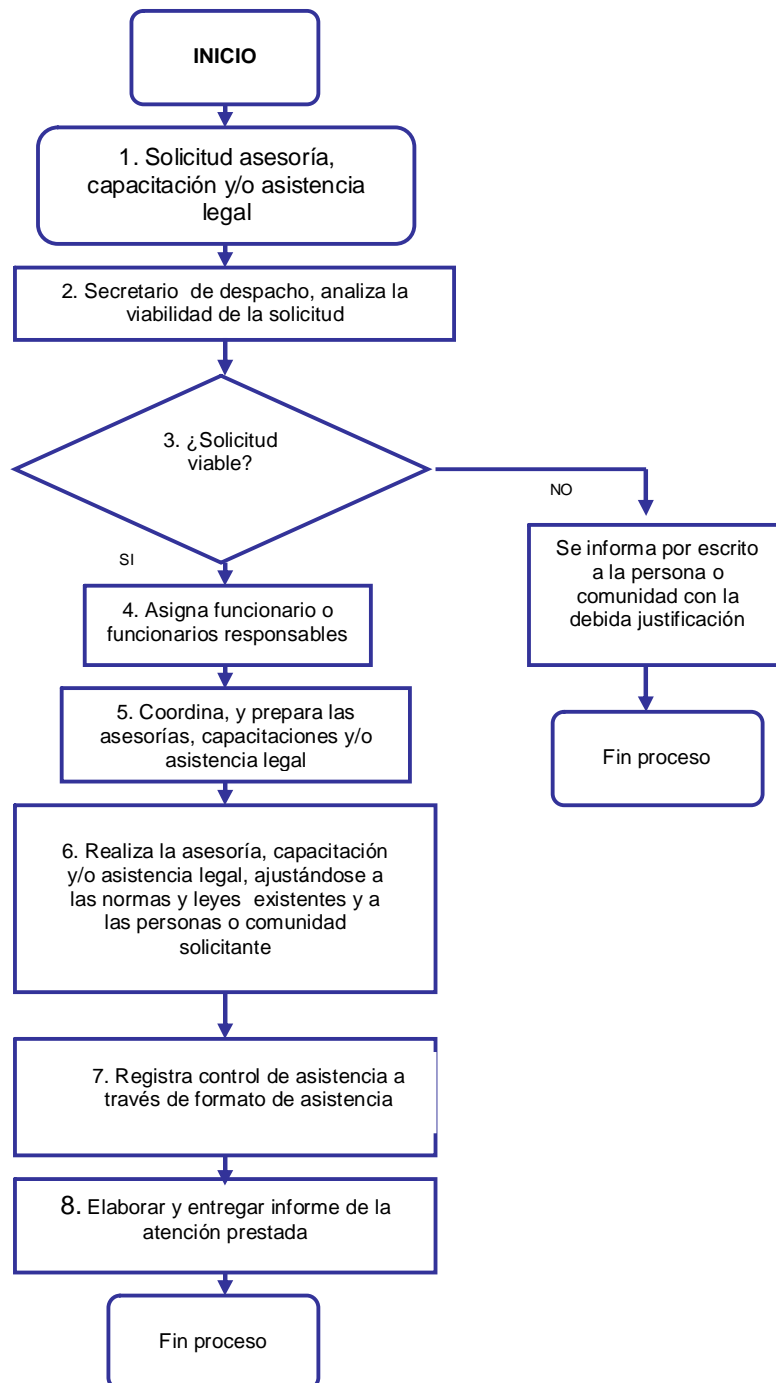 INICIO
1. Solicitud asesoría,
capacitación y/o asistencia
legal
2. Secretario de despacho, analiza la
viabilidad de la solicitud
3. ¿Solicitud
viable?
NO
SI
Se informa por escrito
a la persona o
comunidad con la
debida justificación
4. Asigna funcionario o
funcionarios responsables
5. Coordina, y prepara las
asesorías, capacitaciones y/o
asistencia legal
Fin proceso
6. Realiza la asesoría, capacitación
y/o asistencia legal, ajustándose a
las normas y leyes existentes y a
las personas o comunidad
solicitante
7. Registra control de asistencia a
través de formato de asistencia
8. Elaborar y entregar informe de la
atención prestada
Fin proceso